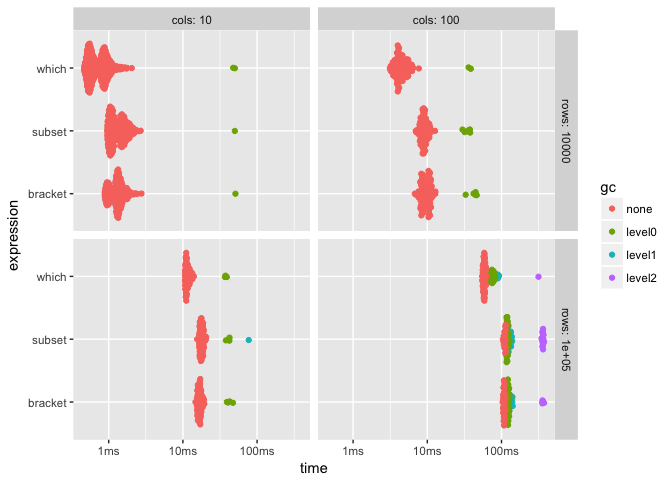 cols: 10
cols: 100
which
subset
bracket
rows: 10000
which
subset
bracket
rows: 1e+05
1ms
10ms
100ms
1ms
10ms
100ms
time
expression
gc
none
level0
level1
level2